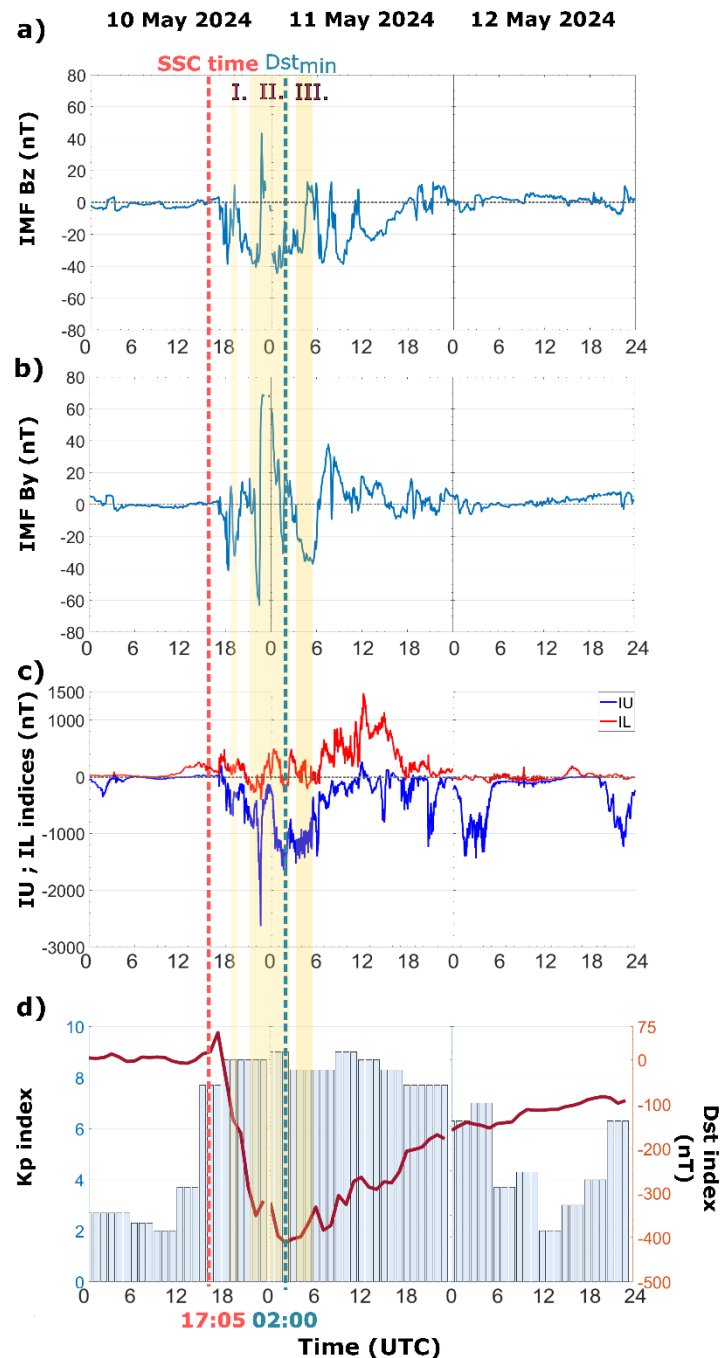 10 May 2024 11 May 2024 12 May 2024
a)
SSC time Dstmin
I. II. III.
IMF Bz (nT)
80
60
40
20
0
-20
-40
-60
-80
0 6 12 18 0 6 12 18 0 6 12 18 24
b)
IMF By (nT)
80
60
40
20
0
-20
-40
-60
-80
0 6 12 18 0 6 12 18 0 6 12 18 24
c)
IU ; IL indices (nT)
1500
1000
0
-1000
-2000
-3000
IU
IL
0 6 12 18 0 6 12 18 0 6 12 18 24
d)
Kp index
10
8
6
4
2
0
75
0
-100
-200
-300
-400
-500
Dst index
(nT)
0 6 12 18 0 6 12 18 0 6 12 18 24
17:05 02:00
Time (UTC)